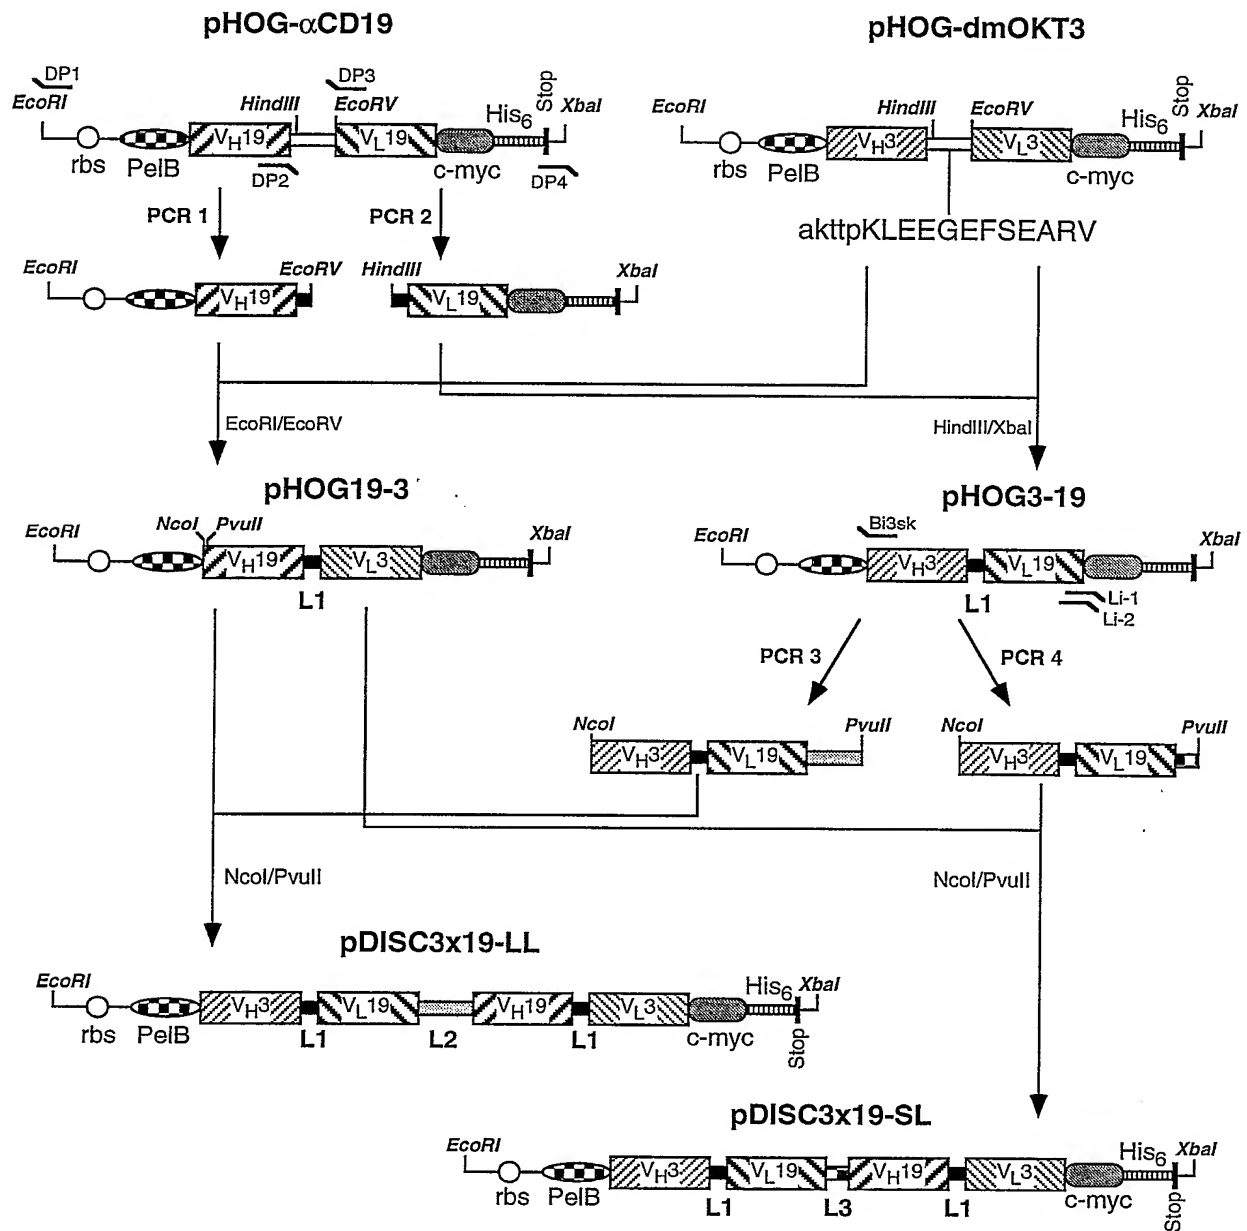 pHOG-αCD19
pHOG-dmOKT3
DP1
DP3
Stop
EcoRI
HindIII
EcoRV
His6
XbaI
VH19
VL19
rbs
PelB
DP2
c-myc
DP4
EcoRI
HindIII
EcoRV
His6
Stop
XbaI
VH3
VL3
rbs
PelB
c-myc
PCR 1
PCR 2
akttpKLEEGEFSEARV
EcoRI
EcoRV
HindIII
XbaI
VH19
VL19
EcoRI/EcoRV
HindIII/XbaI
pHOG19-3
pHOG3-19
EcoRI
NcoI
PvuII
XbaI
VH19
VL3
L1
EcoRI
Bi3sk
XbaI
VH3
VL19
L1
Li-1
Li-2
PCR 3
PCR 4
NcoI
PvuII
VH3
VL19
NcoI
PvuII
VH3
VL19
NcoI/PvuII
NcoI/PvuII
pDISC3x19-LL
EcoRI
His6
XbaI
VH3
VL19
VH19
VL3
rbs
PelB
L1
L2
L1
c-myc
Stop
pDISC3x19-SL
EcoRI
His6
XbaI
VH3
VL19
VH19
VL3
rbs
PelB
L1
L3
L1
c-myc
Stop